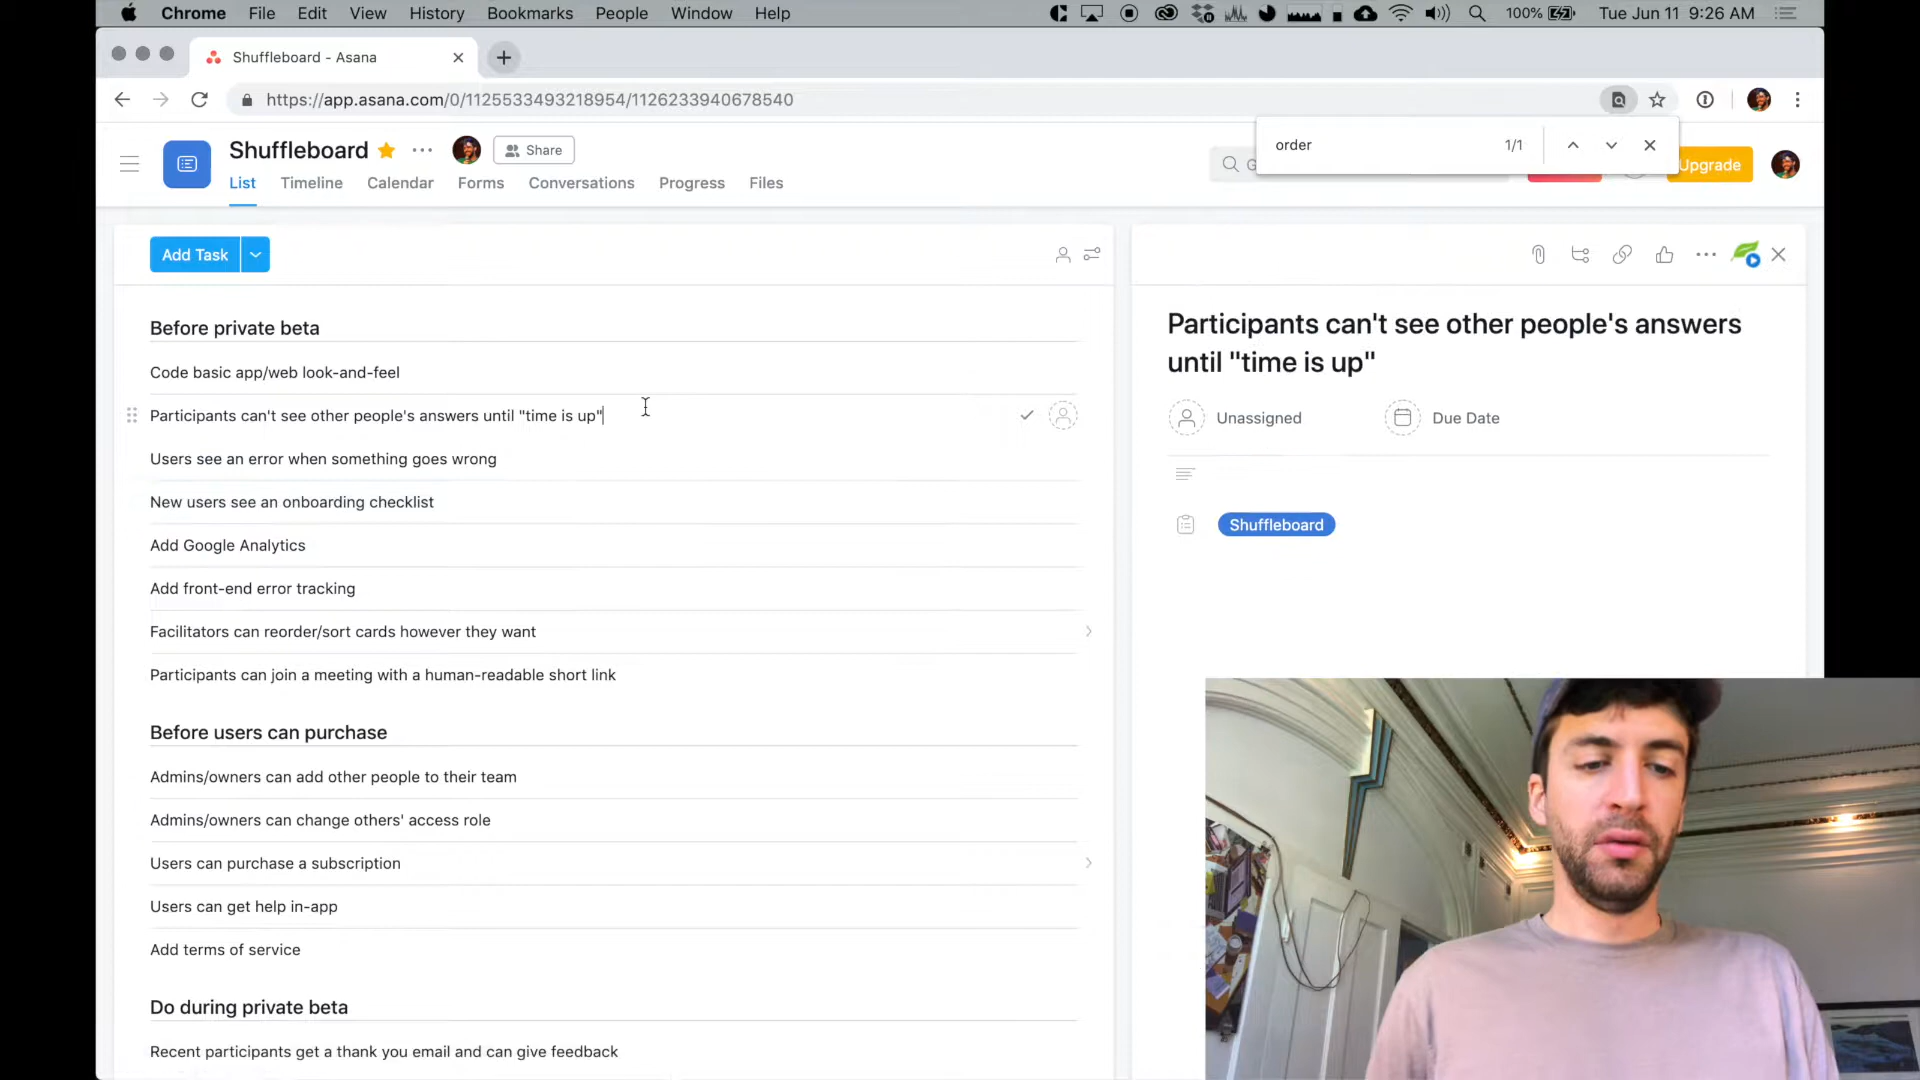 Chrome File Edit View History Bookmarks People Window Help 100% Tue Jun 11 9:26 AM
Shuffleboard - Asana
https://app.asana.com/0/1125533493218954/1126233940678540
order 1/1
Shuffleboard Share
G Upgrade
List Timeline Calendar Forms Conversations Progress Files
Add Task
Before private beta
Code basic app/web look-and-feel
Participants can't see other people's answers until "time is up"
Users see an error when something goes wrong
New users see an onboarding checklist
Add Google Analytics
Add front-end error tracking
Facilitators can reorder/sort cards however they want
Participants can join a meeting with a human-readable short link
Before users can purchase
Admins/owners can add other people to their team
Admins/owners can change others' access role
Users can purchase a subscription
Users can get help in-app
Add terms of service
Do during private beta
Recent participants get a thank you email and can give feedback
Participants can't see other people's answers
until "time is up"
Unassigned Due Date
Shuffleboard